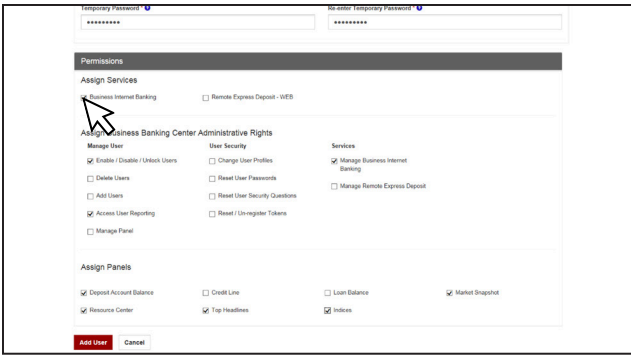 Temporary Password * Re-enter Temporary Password *
••••••••• •••••••••
Permissions
Assign Services
Business Internet Banking Remote Express Deposit - WEB
Assign Business Banking Center Administrative Rights
Manage User User Security Services
Enable / Disable / Unlock Users Change User Profiles Manage Business Internet
Banking
Delete Users Reset User Passwords
Manage Remote Express Deposit
Add Users Reset User Security Questions
Access User Reporting Reset / Un-register Tokens
Manage Panel
Assign Panels
Deposit Account Balance Credit Line Loan Balance Market Snapshot
Resource Center Top Headlines Indices
Add User Cancel